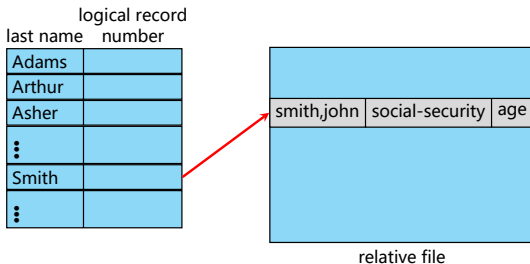 logical record
last name number
Adams
Arthur
Asher
Smith
smith,john social-security age
relative file